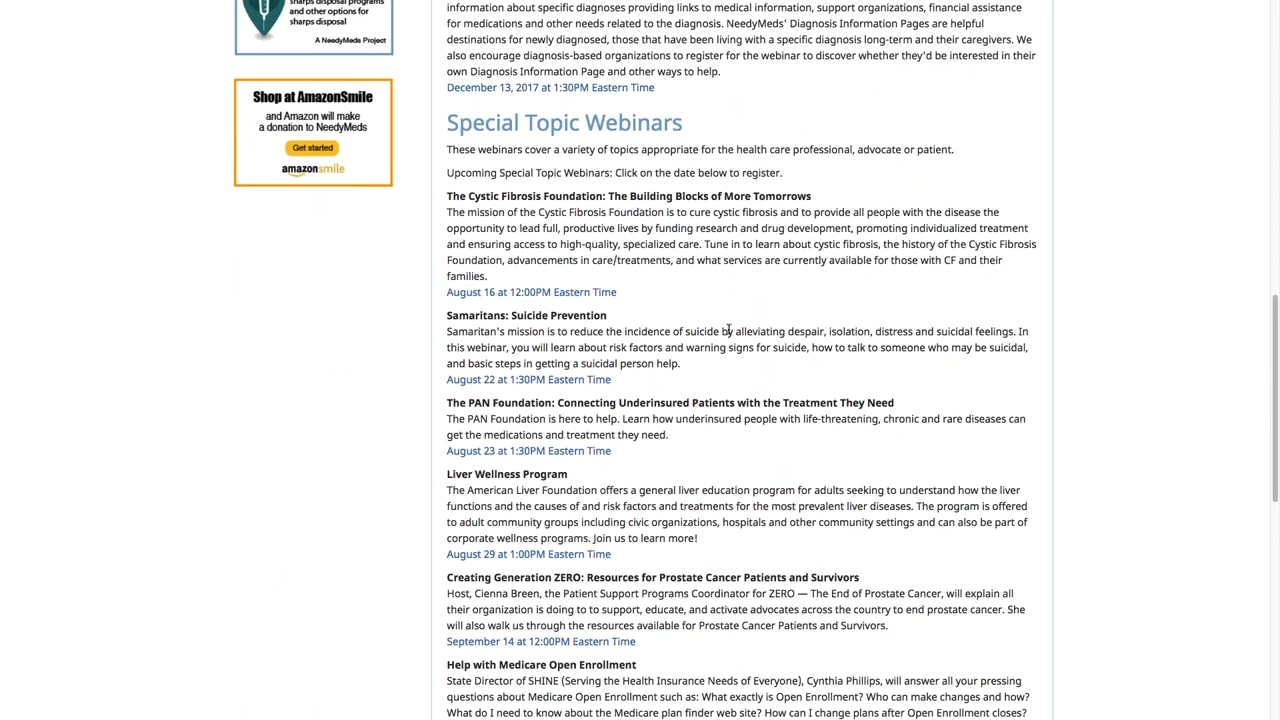 sharps disposal programs
and other options for
sharps disposal
A NeedyMeds Project
Shop at AmazonSmile
and Amazon will make
a donation to NeedyMeds
Get started
amazonsmile
information about specific diagnoses providing links to medical information, support organizations, financial assistance
for medications and other needs related to the diagnosis. NeedyMeds' Diagnosis Information Pages are helpful
destinations for newly diagnosed, those that have been living with a specific diagnosis long-term and their caregivers. We
also encourage diagnosis-based organizations to register for the webinar to discover whether they'd be interested in their
own Diagnosis Information Page and other ways to help.
December 13, 2017 at 1:30PM Eastern Time
Special Topic Webinars
These webinars cover a variety of topics appropriate for the health care professional, advocate or patient.
Upcoming Special Topic Webinars: Click on the date below to register.
The Cystic Fibrosis Foundation: The Building Blocks of More Tomorrows
The mission of the Cystic Fibrosis Foundation is to cure cystic fibrosis and to provide all people with the disease the
opportunity to lead full, productive lives by funding research and drug development, promoting individualized treatment
and ensuring access to high-quality, specialized care. Tune in to learn about cystic fibrosis, the history of the Cystic Fibrosis
Foundation, advancements in care/treatments, and what services are currently available for those with CF and their
families.
August 16 at 12:00PM Eastern Time
Samaritans: Suicide Prevention
Samaritan's mission is to reduce the incidence of suicide by alleviating despair, isolation, distress and suicidal feelings. In
this webinar, you will learn about risk factors and warning signs for suicide, how to talk to someone who may be suicidal,
and basic steps in getting a suicidal person help.
August 22 at 1:30PM Eastern Time
The PAN Foundation: Connecting Underinsured Patients with the Treatment They Need
The PAN Foundation is here to help. Learn how underinsured people with life-threatening, chronic and rare diseases can
get the medications and treatment they need.
August 23 at 1:30PM Eastern Time
Liver Wellness Program
The American Liver Foundation offers a general liver education program for adults seeking to understand how the liver
functions and the causes of and risk factors and treatments for the most prevalent liver diseases. The program is offered
to adult community groups including civic organizations, hospitals and other community settings and can also be part of
corporate wellness programs. Join us to learn more!
August 29 at 1:00PM Eastern Time
Creating Generation ZERO: Resources for Prostate Cancer Patients and Survivors
Host, Cienna Breen, the Patient Support Programs Coordinator for ZERO — The End of Prostate Cancer, will explain all
their organization is doing to to support, educate, and activate advocates across the country to end prostate cancer. She
will also walk us through the resources available for Prostate Cancer Patients and Survivors.
September 14 at 12:00PM Eastern Time
Help with Medicare Open Enrollment
State Director of SHINE (Serving the Health Insurance Needs of Everyone), Cynthia Phillips, will answer all your pressing
questions about Medicare Open Enrollment such as: What exactly is Open Enrollment? Who can make changes and how?
What do I need to know about the Medicare plan finder web site? How can I change plans after Open Enrollment closes?